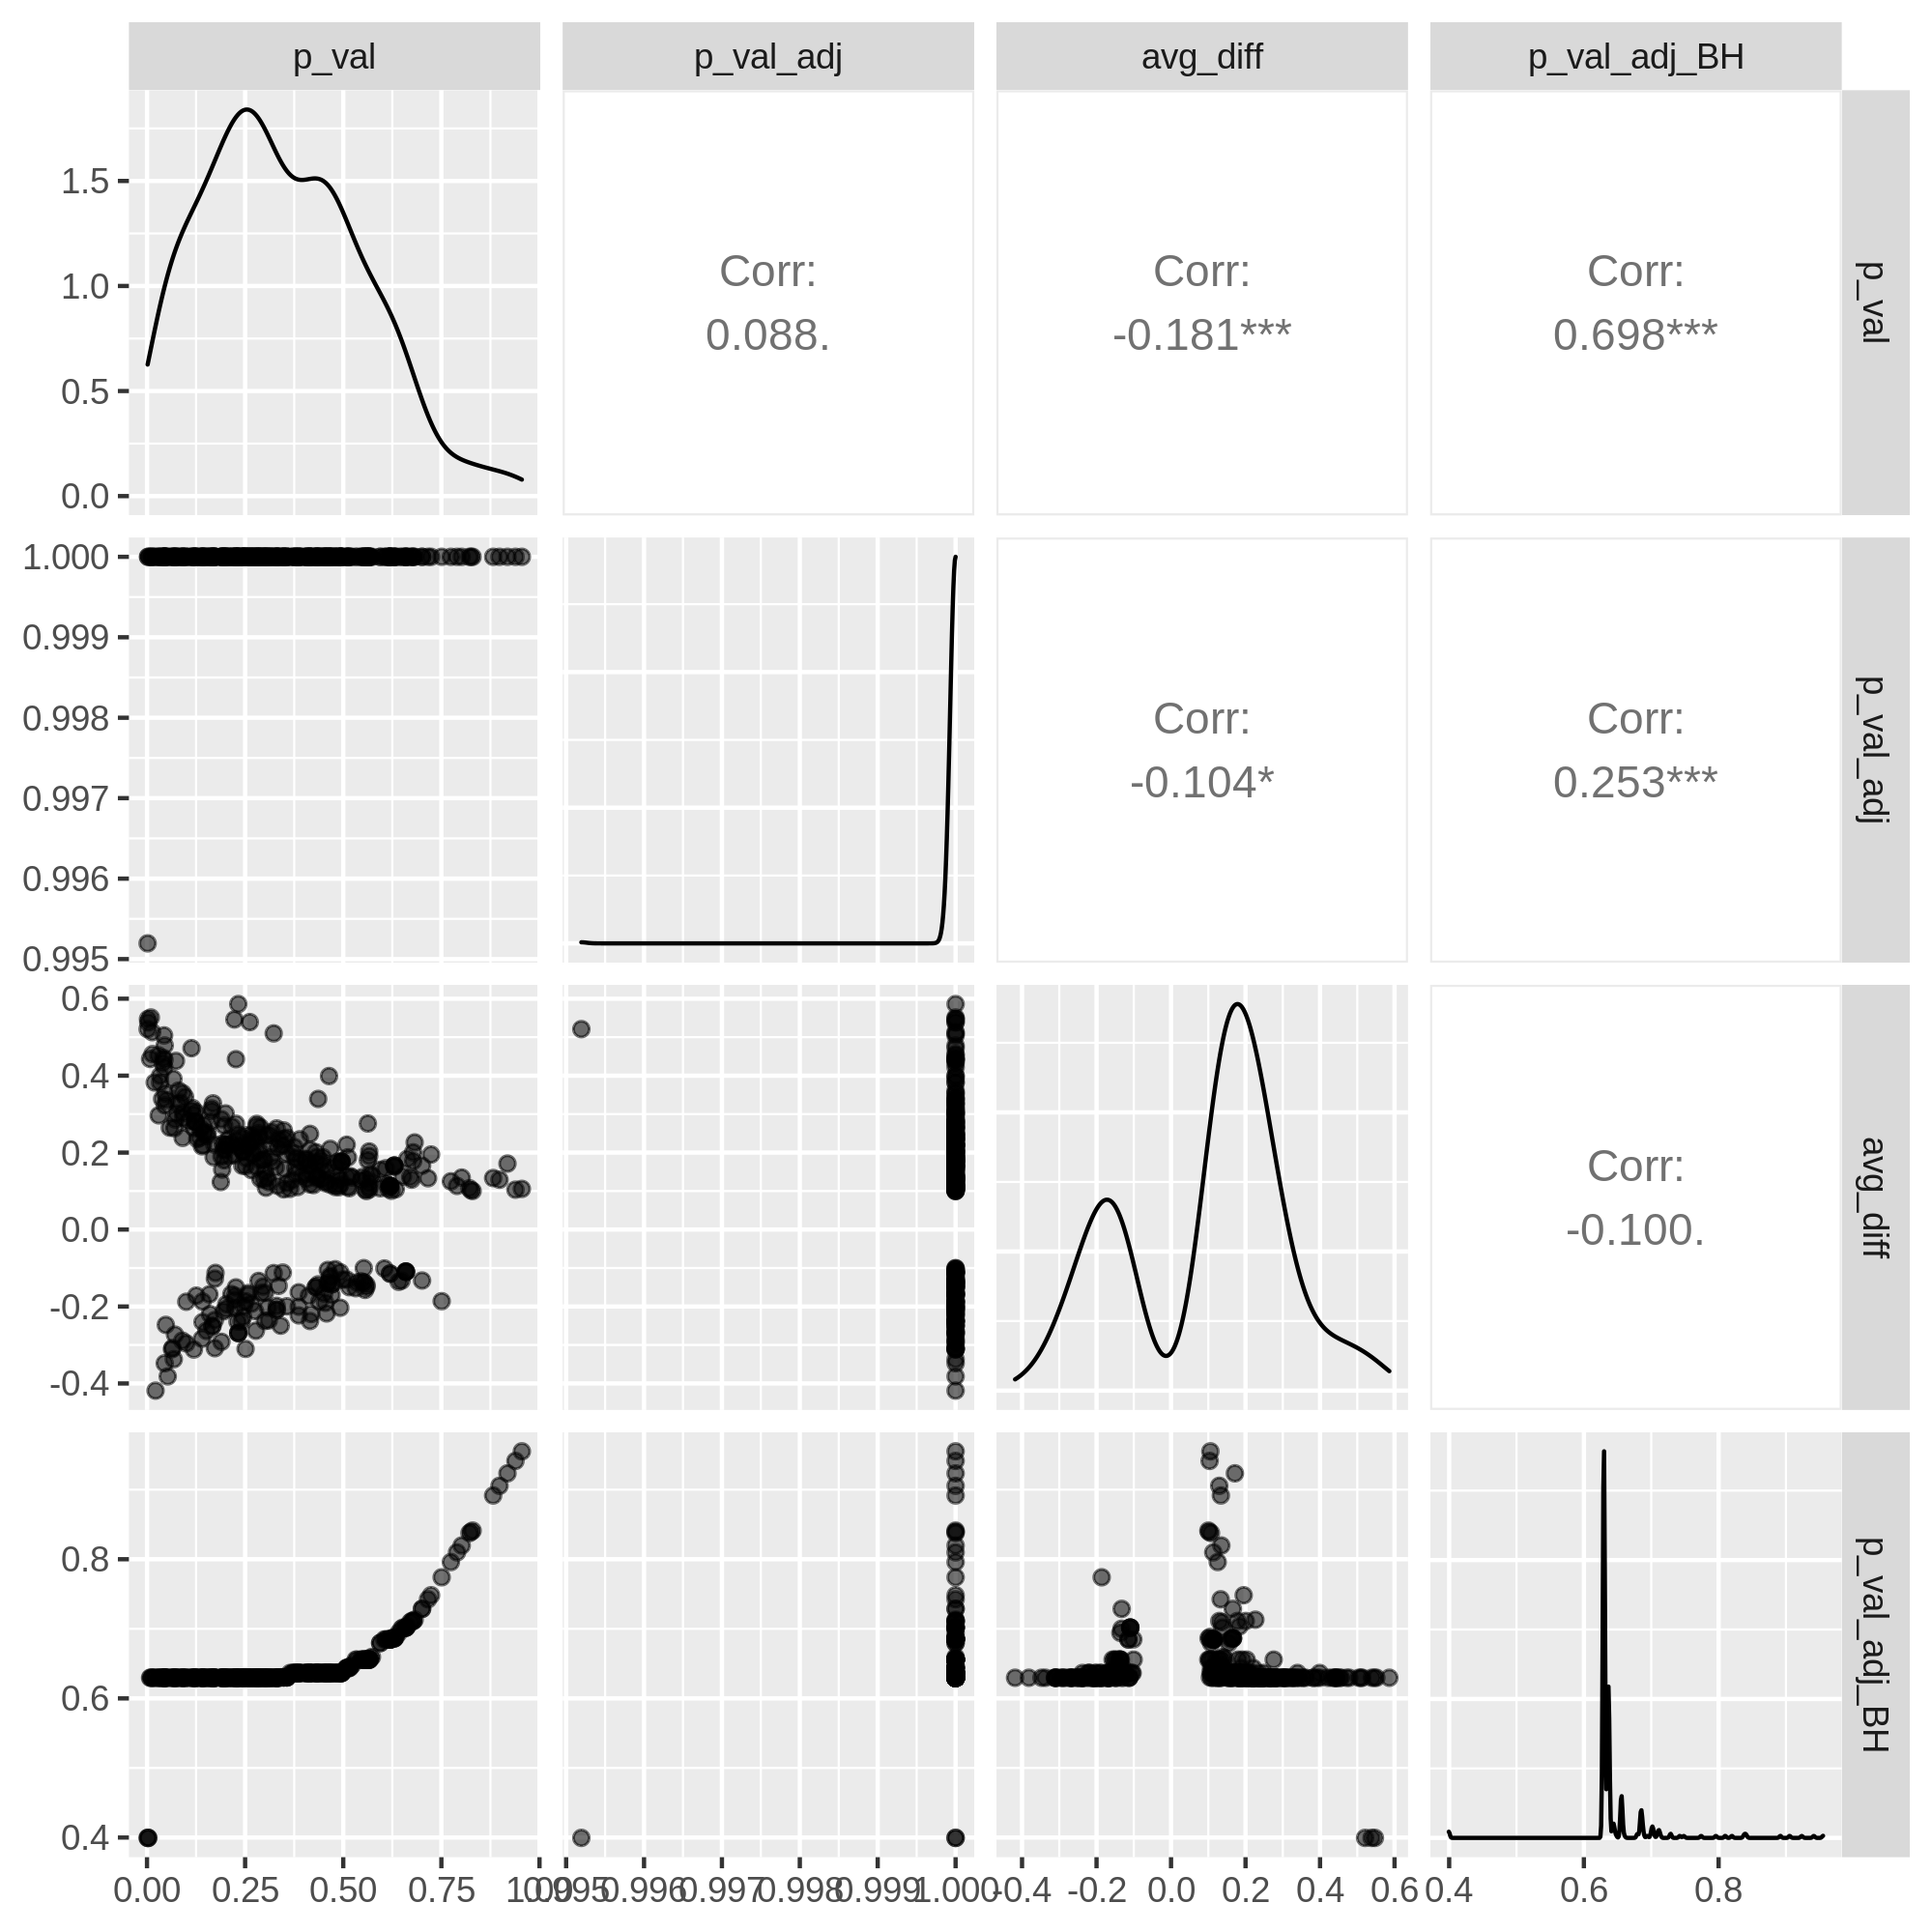 p_val
p_val_adj
avg_diff
p_val_adj_BH
1.5
1.0
0.5
0.0
Corr:
0.088.
Corr:
-0.181***
Corr:
0.698***
p_val
1.000
0.999
0.998
0.997
0.996
0.995
Corr:
-0.104*
Corr:
0.253***
p_val_adj
0.6
0.4
0.2
0.0
-0.2
-0.4
Corr:
-0.100.
avg_diff
0.8
0.6
0.4
p_val_adj_BH
0.00 0.25 0.50 0.75 1.00
0.995 0.996 0.997 0.998 0.999 1.000
-0.4 -0.2 0.0 0.2 0.4 0.6
0.4 0.6 0.8